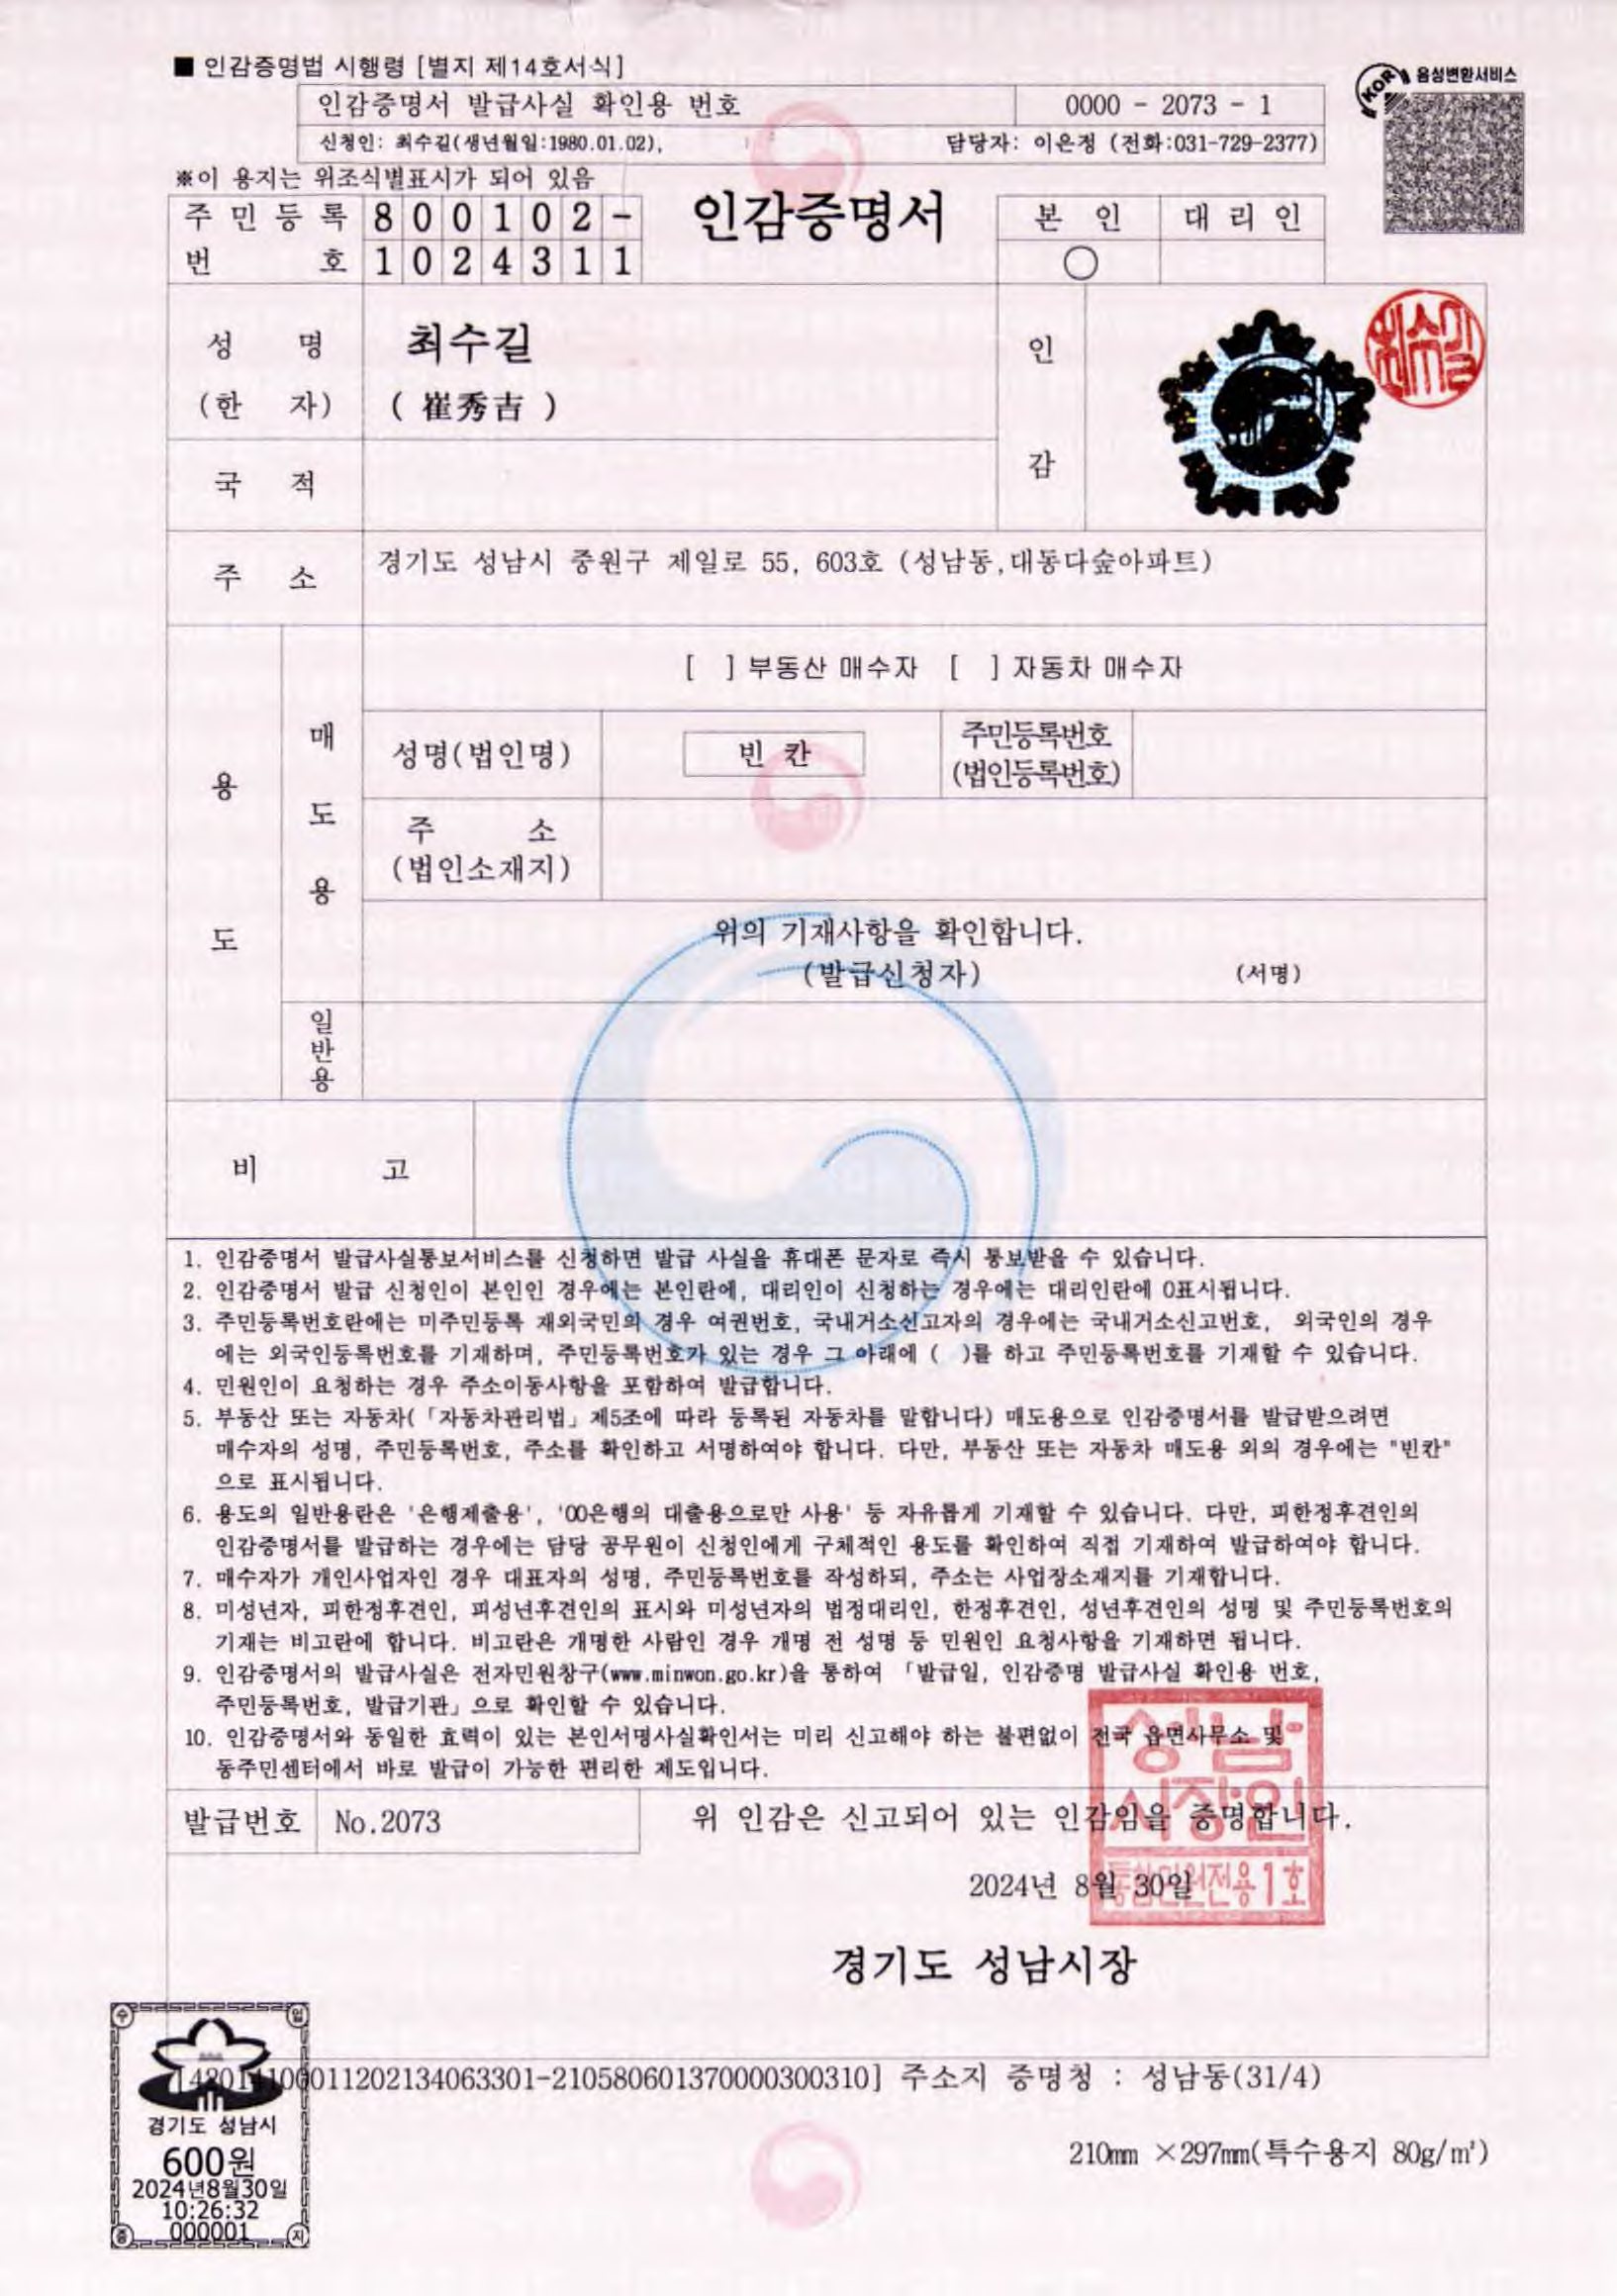 ■ 인감증명법 시행령 [별지 제14호서식]
KOR 음성변환서비스
인감증명서 발급사실 확인용 번호 0000 - 2073 - 1
신청인: 최수길(생년월일:1980.01.02), 담당자: 이은정 (전화:031-729-2377)
※이 용지는 위조식별표시가 되어 있음
주민등록 번호 800102-1024311
인감증명서
본 인 대 리 인
○
성 명 최수길
(한 자) ( 崔秀吉 )
인 감
최수길
국 적
주 소 경기도 성남시 중원구 제일로 55, 603호 (성남동,대동다숲아파트)
용 도
매 도 용
[ ] 부동산 매수자 [ ] 자동차 매수자
성명(법인명) 빈 칸 주민등록번호
(법인등록번호)
주 소
(법인소재지)
위의 기재사항을 확인합니다.
(발급신청자) (서명)
일 반 용
비 고
1. 인감증명서 발급사실통보서비스를 신청하면 발급 사실을 휴대폰 문자로 즉시 통보받을 수 있습니다.
2. 인감증명서 발급 신청인이 본인인 경우에는 본인란에, 대리인이 신청하는 경우에는 대리인란에 0표시됩니다.
3. 주민등록번호란에는 미주민등록 재외국민의 경우 여권번호, 국내거소신고자의 경우에는 국내거소신고번호, 외국인의 경우
에는 외국인등록번호를 기재하며, 주민등록번호가 있는 경우 그 아래에 ( )를 하고 주민등록번호를 기재할 수 있습니다.
4. 민원인이 요청하는 경우 주소이동사항을 포함하여 발급합니다.
5. 부동산 또는 자동차(「자동차관리법」 제5조에 따라 등록된 자동차를 말합니다) 매도용으로 인감증명서를 발급받으려면
매수자의 성명, 주민등록번호, 주소를 확인하고 서명하여야 합니다. 다만, 부동산 또는 자동차 매도용 외의 경우에는 "빈칸"
으로 표시됩니다.
6. 용도의 일반용란은 '은행제출용', '00은행의 대출용으로만 사용' 등 자유롭게 기재할 수 있습니다. 다만, 피한정후견인의
인감증명서를 발급하는 경우에는 담당 공무원이 신청인에게 구체적인 용도를 확인하여 직접 기재하여 발급하여야 합니다.
7. 매수자가 개인사업자인 경우 대표자의 성명, 주민등록번호를 작성하되, 주소는 사업장소재지를 기재합니다.
8. 미성년자, 피한정후견인, 피성년후견인의 표시와 미성년자의 법정대리인, 한정후견인, 성년후견인의 성명 및 주민등록번호의
기재는 비고란에 합니다. 비고란은 개명한 사람인 경우 개명 전 성명 등 민원인 요청사항을 기재하면 됩니다.
9. 인감증명서의 발급사실은 전자민원창구(www.minwon.go.kr)을 통하여 「발급일, 인감증명 발급사실 확인용 번호,
주민등록번호, 발급기관」으로 확인할 수 있습니다.
10. 인감증명서와 동일한 효력이 있는 본인서명사실확인서는 미리 신고해야 하는 불편없이 전국 읍면사무소 및
동주민센터에서 바로 발급이 가능한 편리한 제도입니다.
발급번호 No.2073 위 인감은 신고되어 있는 인감임을 증명합니다.
성남
시장인
통합민원전용1호
2024년 8월 30일
경기도 성남시장
수 입
[42014100011202134063301-210580601370000300310] 주소지 증명청 : 성남동(31/4)
경기도 성남시
600원
2024년8월30일
10:26:32
000001
증 지
210mm ×297mm(특수용지 80g/㎡)